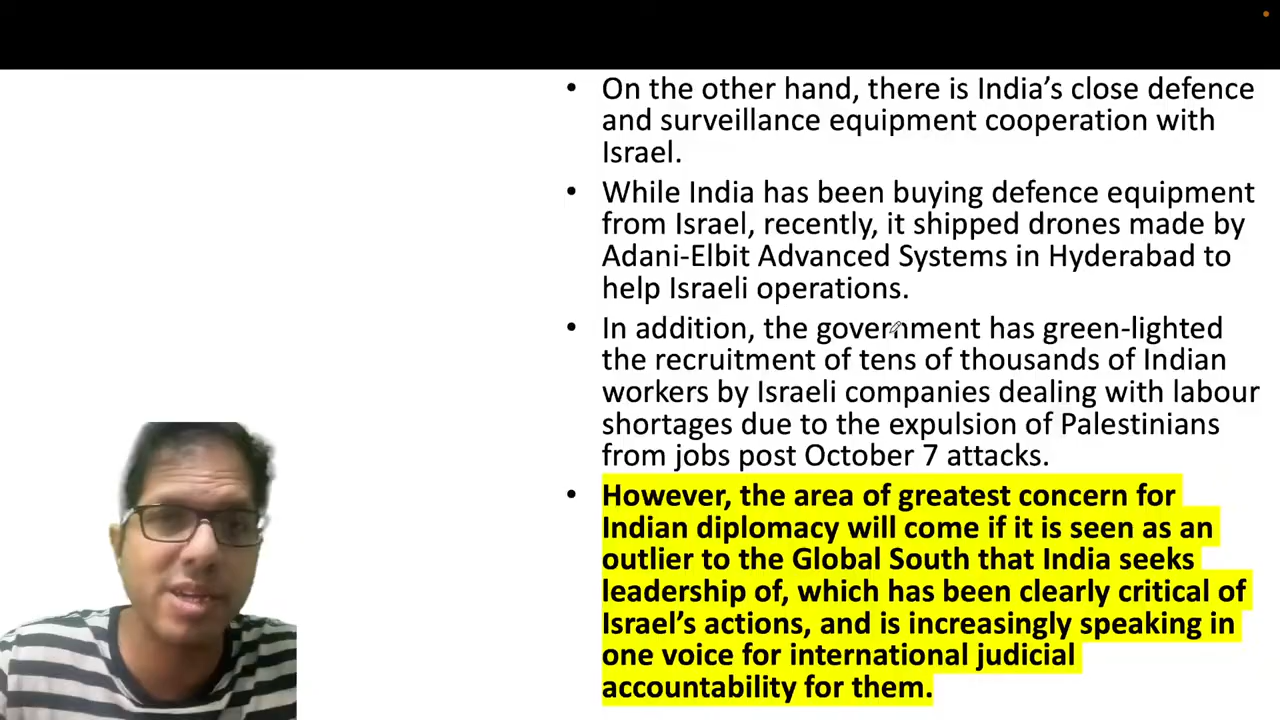 • On the other hand, there is India’s close defence
and surveillance equipment cooperation with
Israel.
• While India has been buying defence equipment
from Israel, recently, it shipped drones made by
Adani-Elbit Advanced Systems in Hyderabad to
help Israeli operations.
• In addition, the government has green-lighted
the recruitment of tens of thousands of Indian
workers by Israeli companies dealing with labour
shortages due to the expulsion of Palestinians
from jobs post October 7 attacks.
• However, the area of greatest concern for
Indian diplomacy will come if it is seen as an
outlier to the Global South that India seeks
leadership of, which has been clearly critical of
Israel’s actions, and is increasingly speaking in
one voice for international judicial
accountability for them.